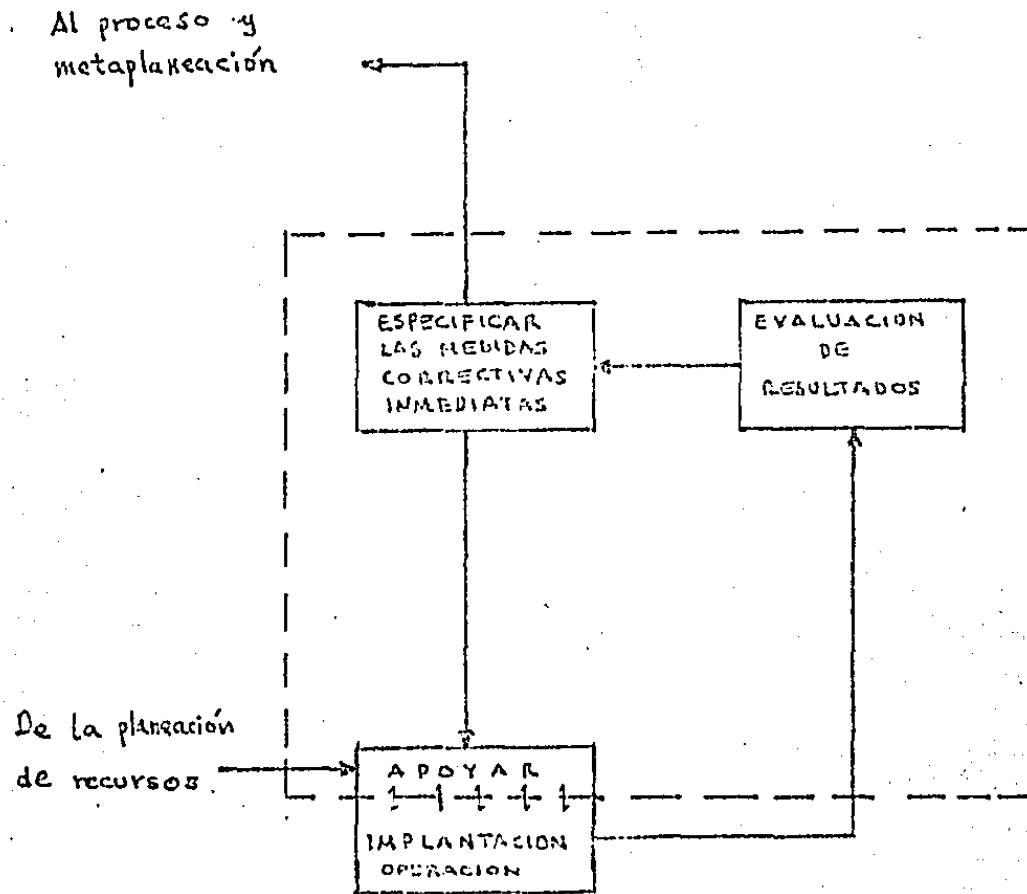 Al proceso y
metaplaneación
ESPECIFICAR
LAS MEDIDAS
CORRECTIVAS
INMEDIATAS
EVALUACION
DE
RESULTADOS
De la planeación
de recursos
APOYAR
IMPLANTACION
OPERACION